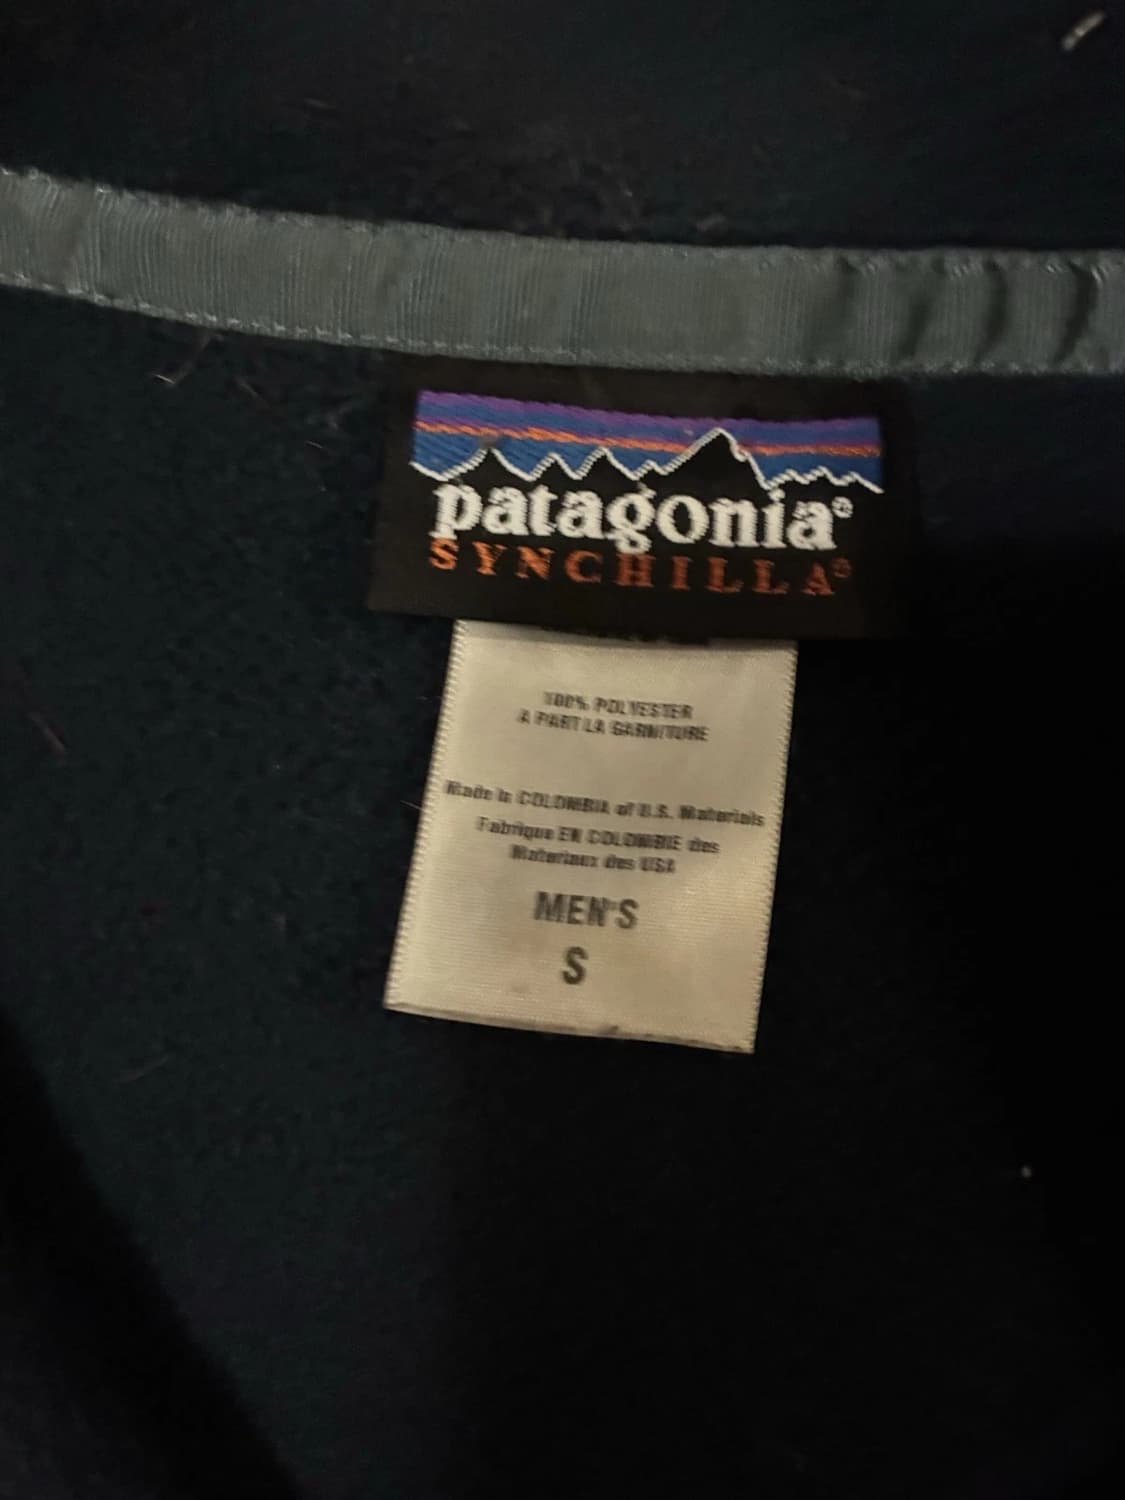 patagonia®
SYNCHILLA®
100% POLYESTER
A PART LA GARNITURE
Made in COLOMBIA of U.S. Materials
Fabrique EN COLOMBIE des
Materiaux des USA
MEN'S
S